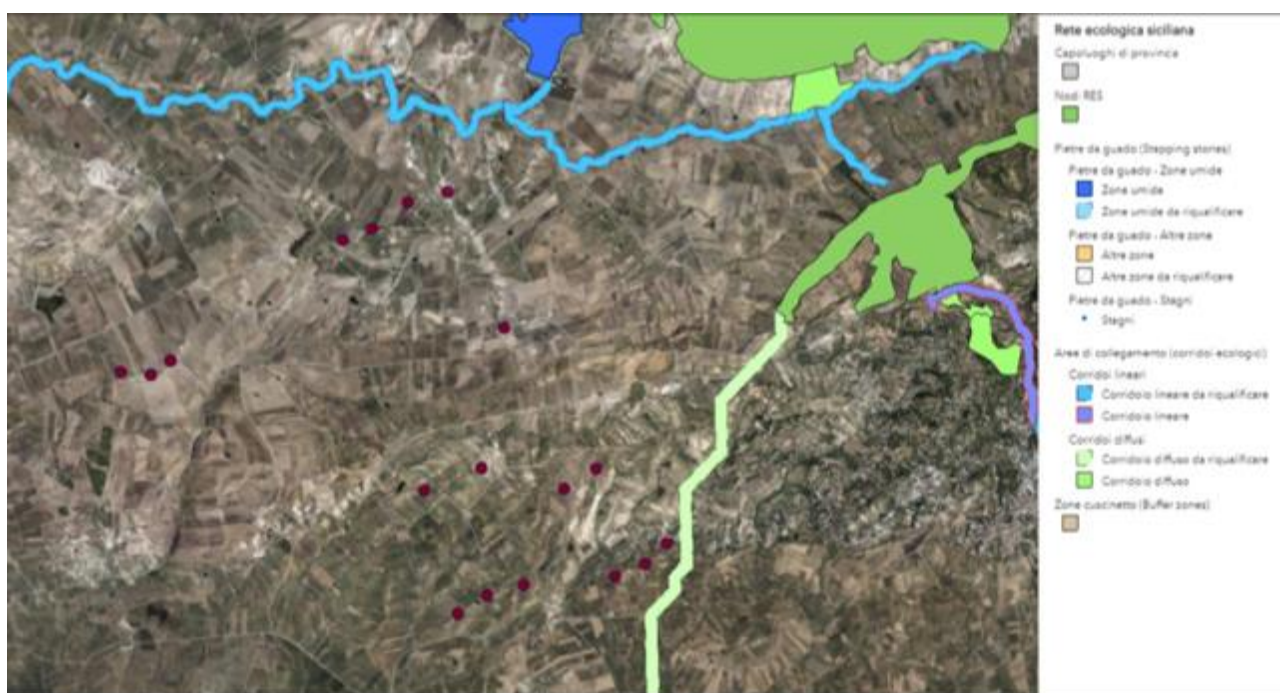 Rete ecologica siciliana
Capoluoghi di provincia
Nodi RES
Pietre da guado (Stepping stones)
Pietre da guado - Zone umide
Zone umide
Zone umide da riqualificare
Pietre da guado - Altre zone
Altre zone
Altre zone da riqualificare
Pietre da guado - Stagni
Stagni
Aree di collegamento (corridoi ecologici)
Corridoi lineari
Corridoio lineare da riqualificare
Corridoio lineare
Corridoi diffusi
Corridoio diffuso da riqualificare
Corridoio diffuso
Zone cuscinetto (Buffer zones)